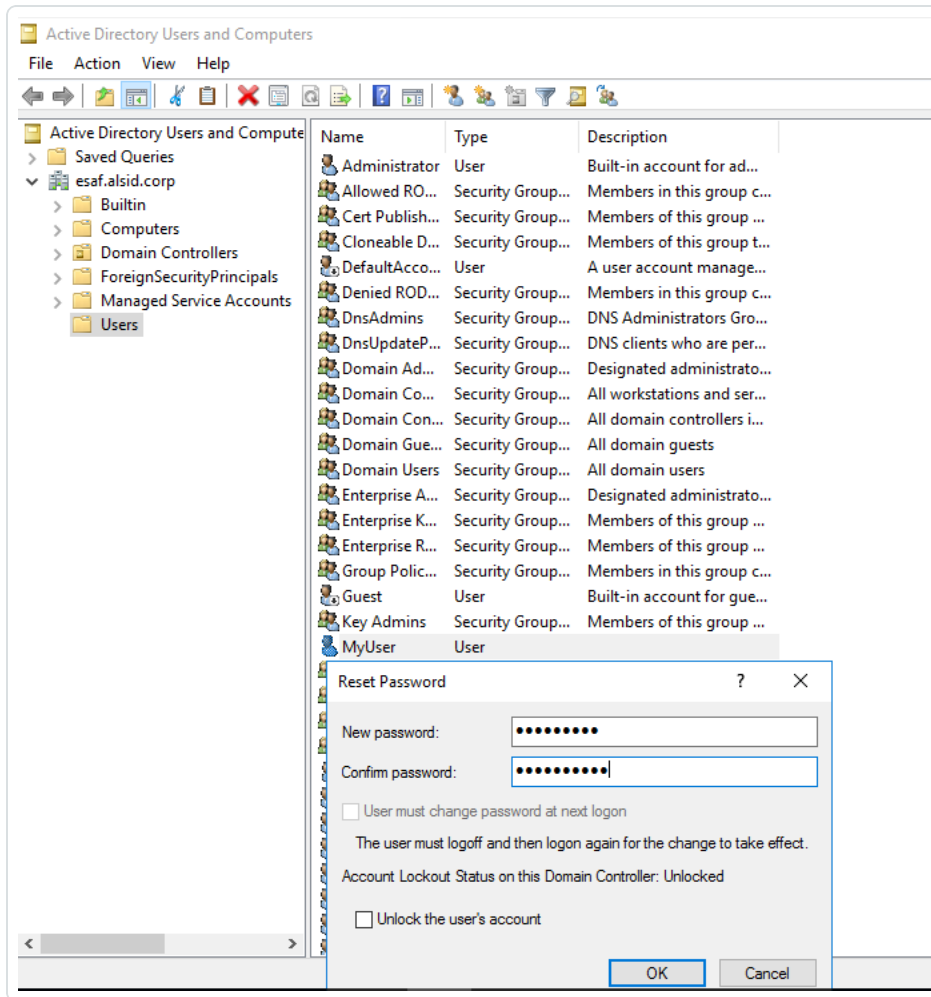 Active Directory Users and Computers
File Action View Help
Active Directory Users and Compute
Saved Queries
esaf.alsid.corp
Builtin
Computers
Domain Controllers
ForeignSecurityPrincipals
Managed Service Accounts
Users
Name Type Description
Administrator User Built-in account for ad...
Allowed RO... Security Group... Members in this group c...
Cert Publish... Security Group... Members of this group ...
Cloneable D... Security Group... Members of this group t...
DefaultAcco... User A user account manage...
Denied ROD... Security Group... Members in this group c...
DnsAdmins Security Group... DNS Administrators Gro...
DnsUpdateP... Security Group... DNS clients who are per...
Domain Ad... Security Group... Designated administrato...
Domain Co... Security Group... All workstations and ser...
Domain Con... Security Group... All domain controllers i...
Domain Gue... Security Group... All domain guests
Domain Users Security Group... All domain users
Enterprise A... Security Group... Designated administrato...
Enterprise K... Security Group... Members of this group ...
Enterprise R... Security Group... Members of this group ...
Group Polic... Security Group... Members in this group c...
Guest User Built-in account for gue...
Key Admins Security Group... Members of this group ...
MyUser User
Reset Password ?
New password: •••••••••
Confirm password: ••••••••••
User must change password at next logon
The user must logoff and then logon again for the change to take effect.
Account Lockout Status on this Domain Controller: Unlocked
Unlock the user's account
OK Cancel